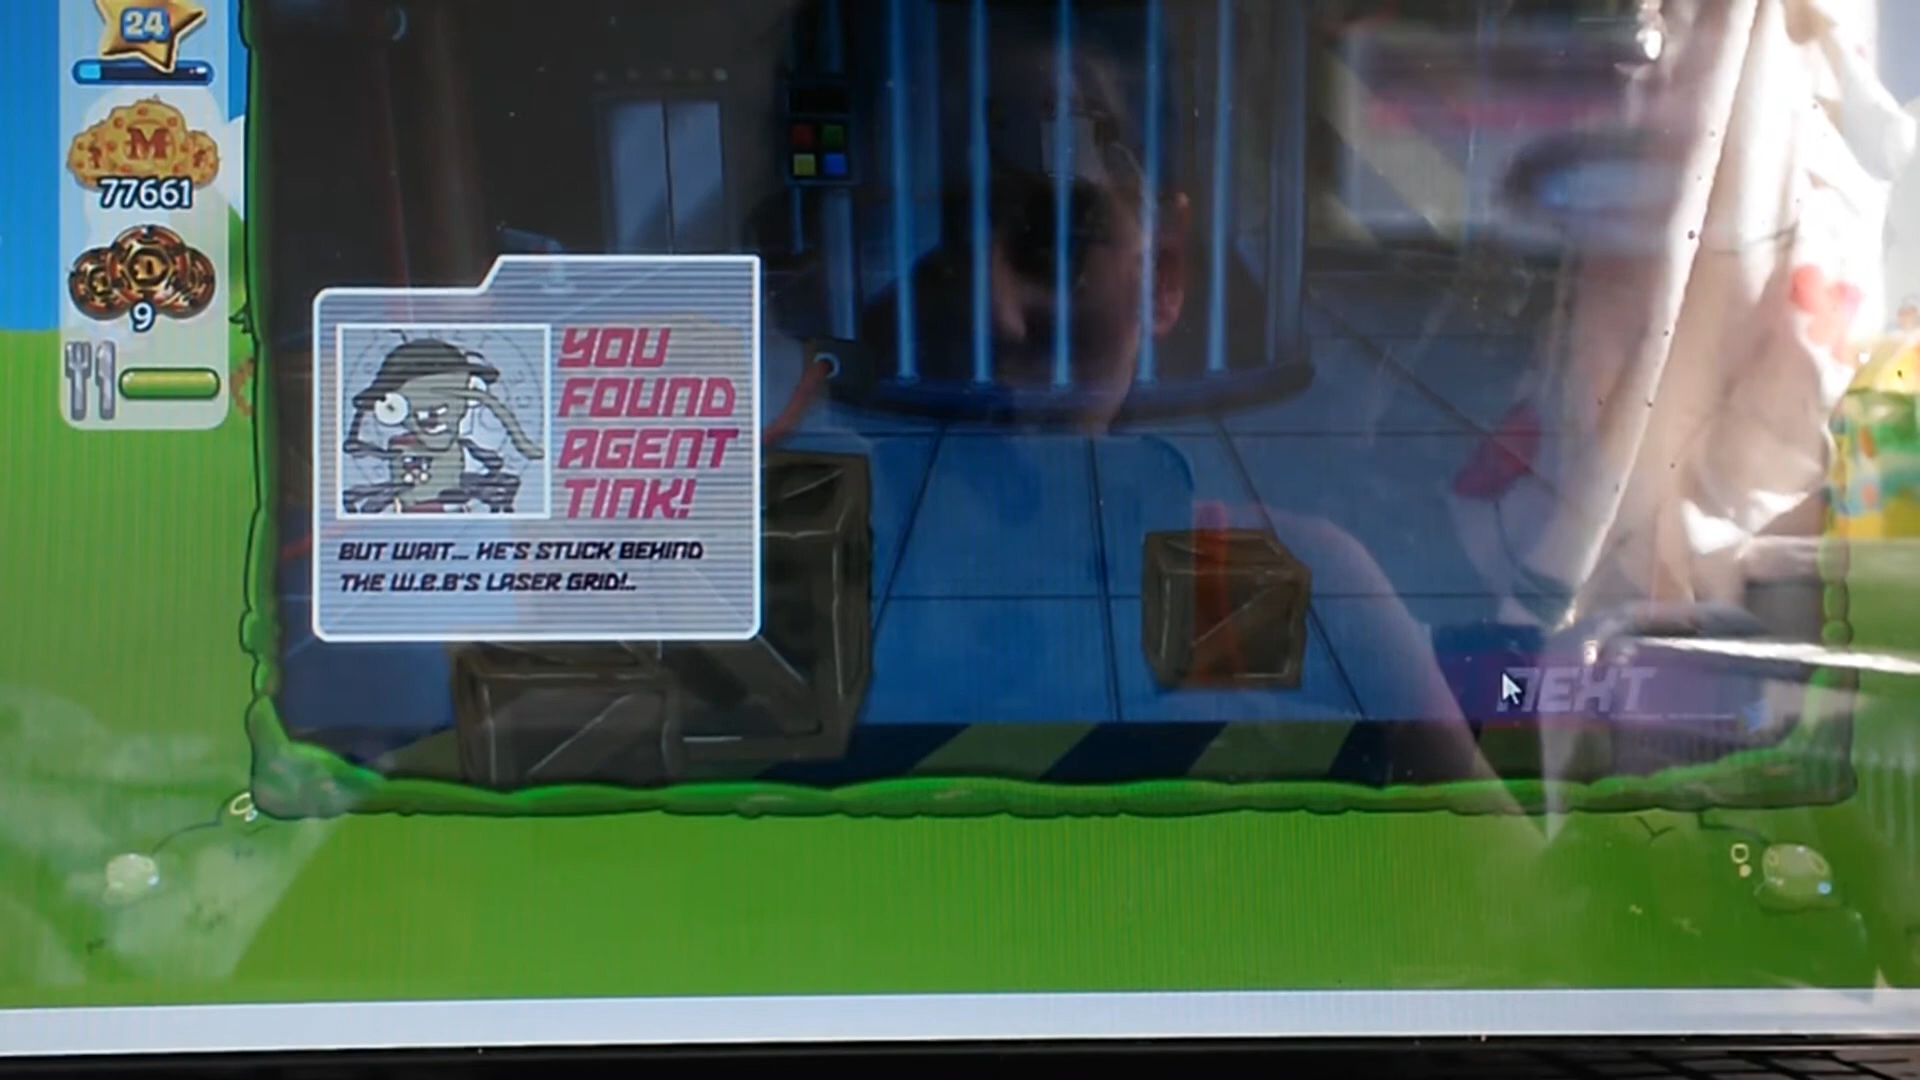 24
M
77661
D
9
YOU
FOUND
AGENT
TINK!
BUT WAIT... HE'S STUCK BEHIND
THE W.E.B'S LASER GRID!..
NEXT